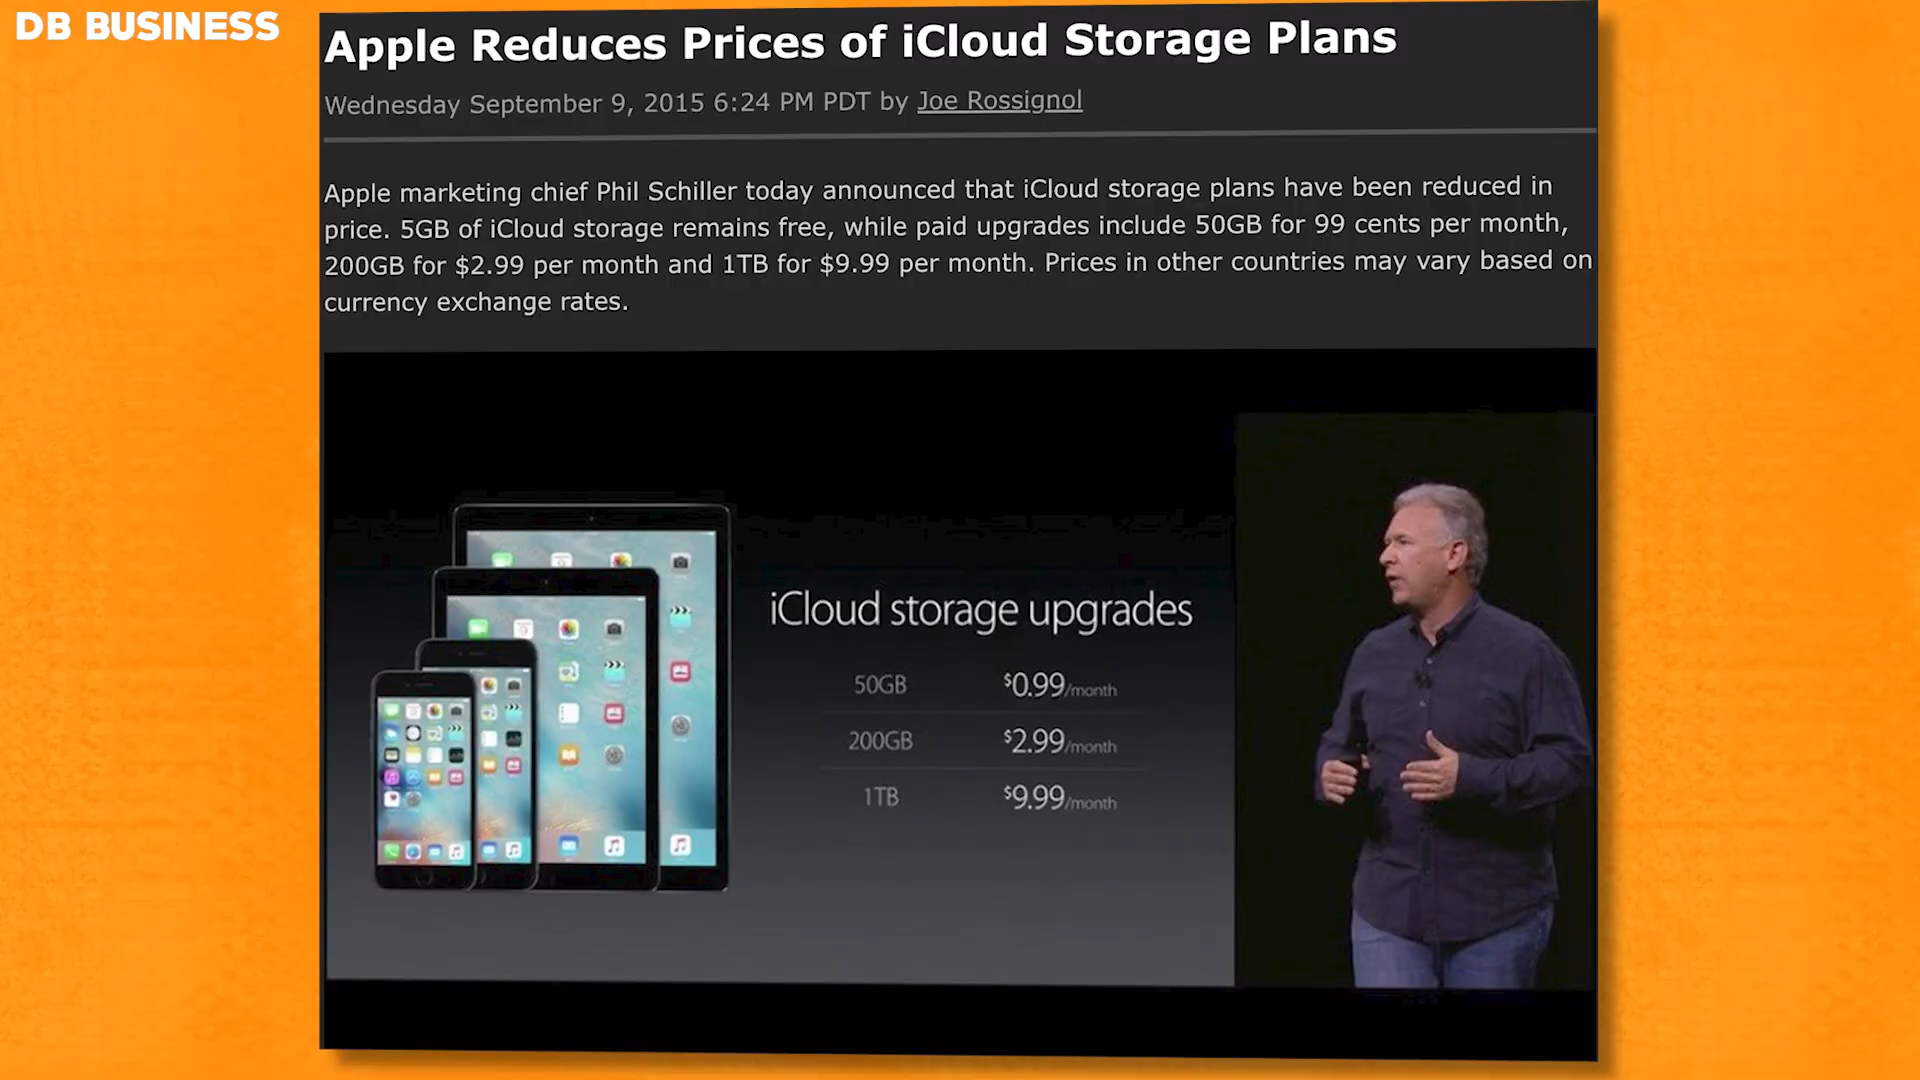 DB BUSINESS
Apple Reduces Prices of iCloud Storage Plans
Wednesday September 9, 2015 6:24 PM PDT by Joe Rossignol
Apple marketing chief Phil Schiller today announced that iCloud storage plans have been reduced in
price. 5GB of iCloud storage remains free, while paid upgrades include 50GB for 99 cents per month,
200GB for $2.99 per month and 1TB for $9.99 per month. Prices in other countries may vary based on
currency exchange rates.
iCloud storage upgrades
50GB $0.99/month
200GB $2.99/month
1TB $9.99/month